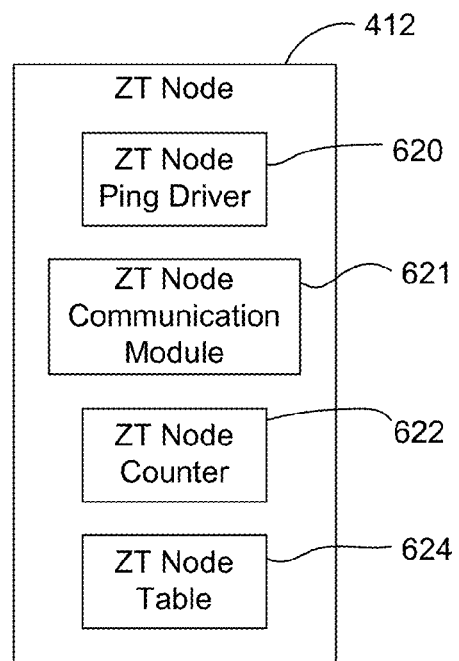 412
ZT Node
ZT Node
Ping Driver
620
ZT Node
Communication
Module
621
ZT Node
Counter
622
ZT Node
Table
624